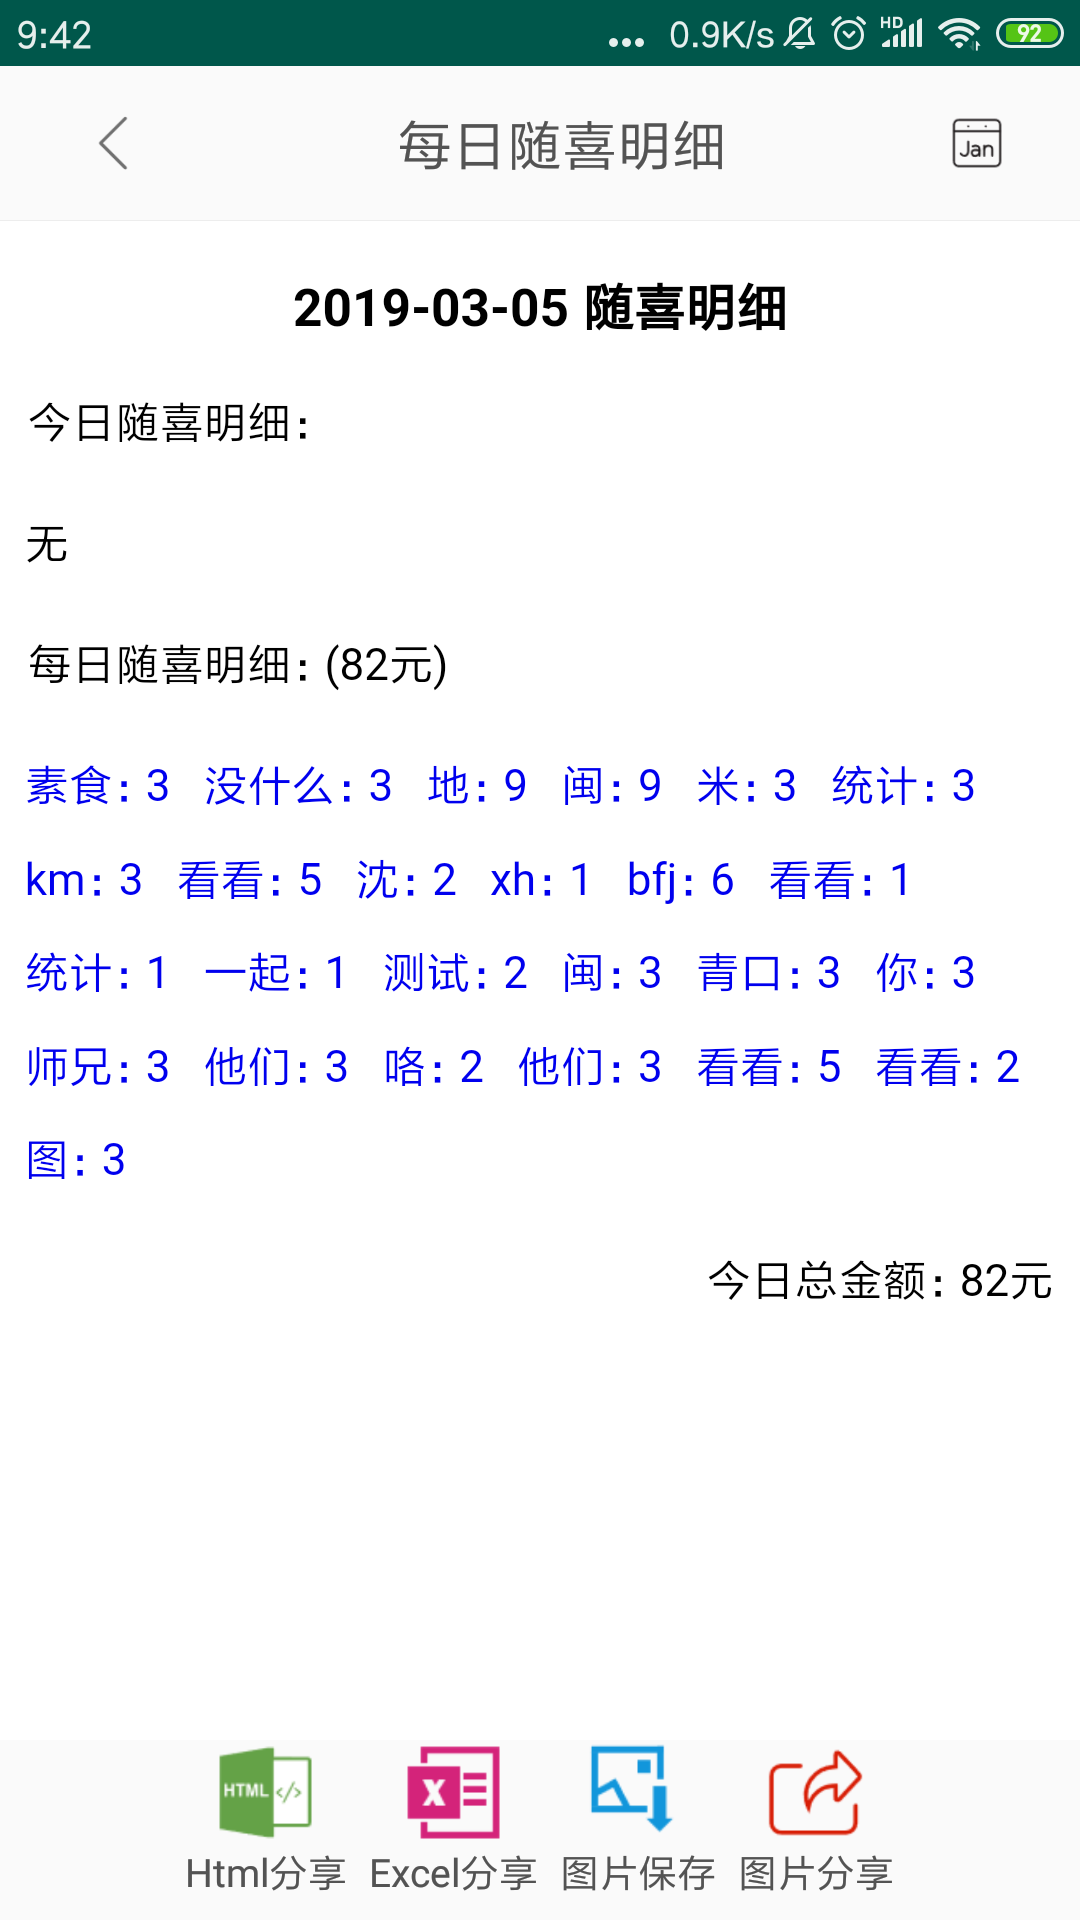 9:42 ... 0.9K/s HD 92
每日随喜明细 Jan
2019-03-05 随喜明细
今日随喜明细：
无
每日随喜明细：(82元)
素食：3 没什么：3 地：9 闽：9 米：3 统计：3
km：3 看看：5 沈：2 xh：1 bfj：6 看看：1
统计：1 一起：1 测试：2 闽：3 青口：3 你：3
师兄：3 他们：3 咯：2 他们：3 看看：5 看看：2
图：3
今日总金额：82元
HTML </> X
Html分享 Excel分享 图片保存 图片分享